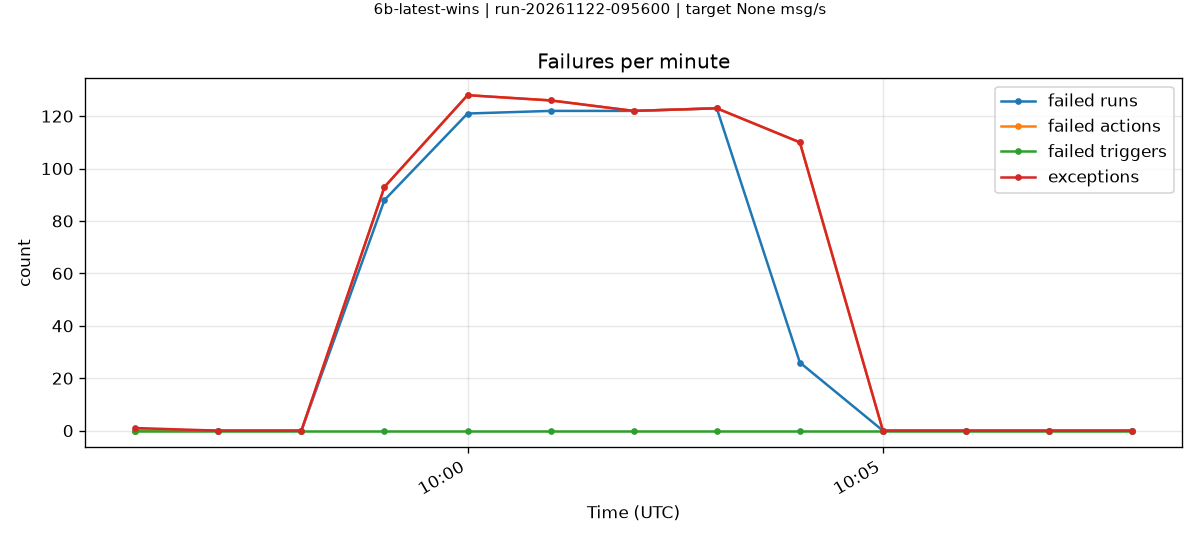 6b-latest-wins | run-20261122-095600 | target None msg/s
Failures per minute
failed runs
failed actions
failed triggers
exceptions
count
120
100
80
60
40
20
0
10:00
10:05
Time (UTC)